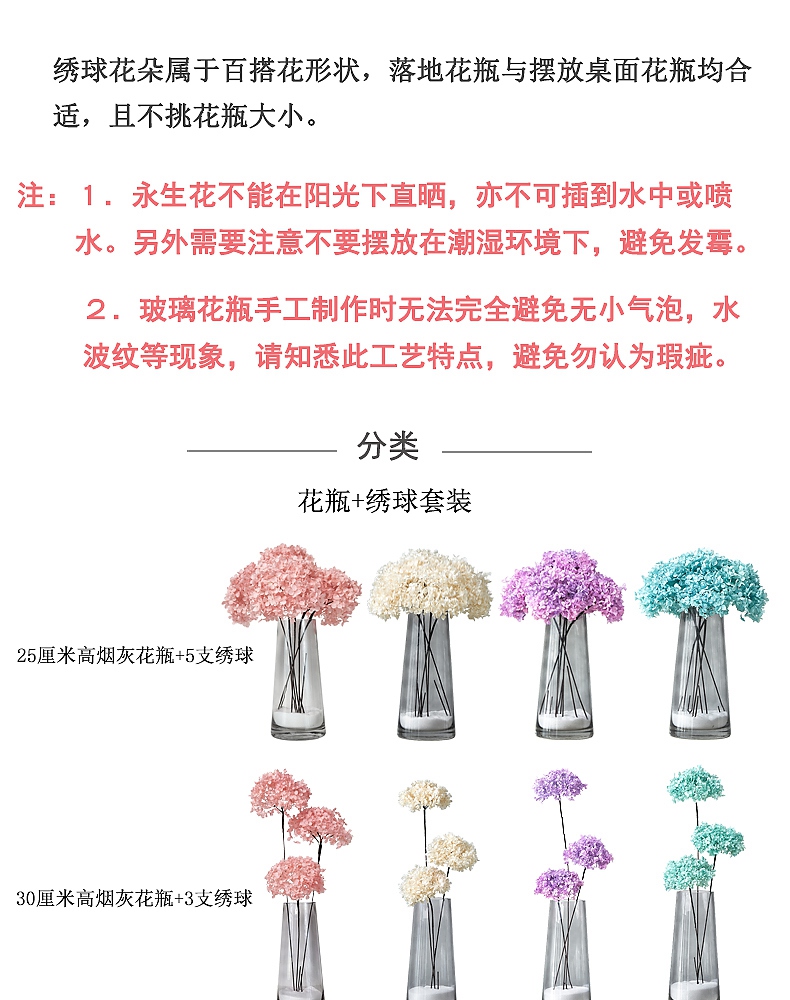 绣球花朵属于百搭花形状，落地花瓶与摆放桌面花瓶均合
适，且不挑花瓶大小。
注：１．永生花不能在阳光下直晒，亦不可插到水中或喷
水。另外需要注意不要摆放在潮湿环境下，避免发霉。
２．玻璃花瓶手工制作时无法完全避免无小气泡，水
波纹等现象，请知悉此工艺特点，避免勿认为瑕疵。
分类
花瓶+绣球套装
25厘米高烟灰花瓶+5支绣球
30厘米高烟灰花瓶+3支绣球